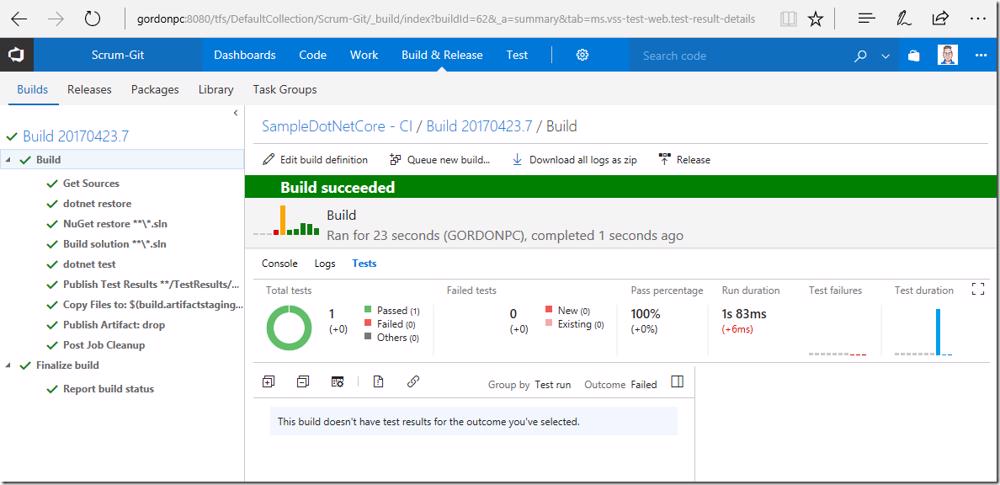 gordonpc:8080/tfs/DefaultCollection/Scrum-Git/_build/index?buildId=62&_a=summary&tab=ms.vss-test-web.test-result-details
Scrum-Git
Dashboards
Code
Work
Build & Release
Test
Search code
Builds
Releases
Packages
Library
Task Groups
Build 20170423.7
Build
Get Sources
dotnet restore
NuGet restore **\*.sln
Build solution **\*.sln
dotnet test
Publish Test Results **/TestResults/...
Copy Files to: $(build.artifactstaging...
Publish Artifact: drop
Post Job Cleanup
Finalize build
Report build status
SampleDotNetCore - CI / Build 20170423.7 / Build
Edit build definition
Queue new build...
Download all logs as zip
Release
Build succeeded
Build
Ran for 23 seconds (GORDONPC), completed 1 seconds ago
Console
Logs
Tests
Total tests
1
(+0)
Passed (1)
Failed (0)
Others (0)
Failed tests
0
(+0)
New (0)
Existing (0)
Pass percentage
100%
(+0%)
Run duration
1s 83ms
(+6ms)
Test failures
Test duration
Group by Test run
Outcome Failed
This build doesn't have test results for the outcome you've selected.